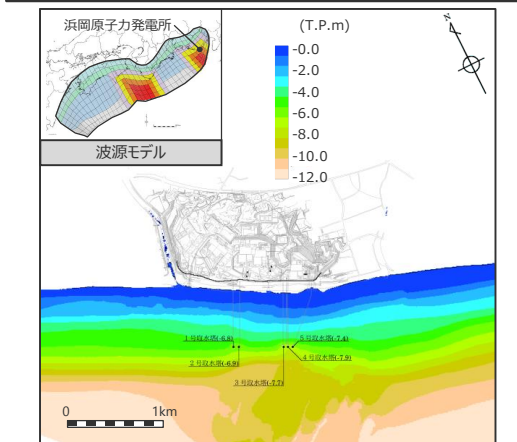 浜岡原子力発電所
波源モデル
(T.P.m)
-0.0
-2.0
-4.0
-6.0
-8.0
-10.0
-12.0
N
1号取水塔(-6.8)
5号取水塔(-7.4)
2号取水塔(-6.9)
4号取水塔(-7.9)
3号取水塔(-7.7)
0 1km